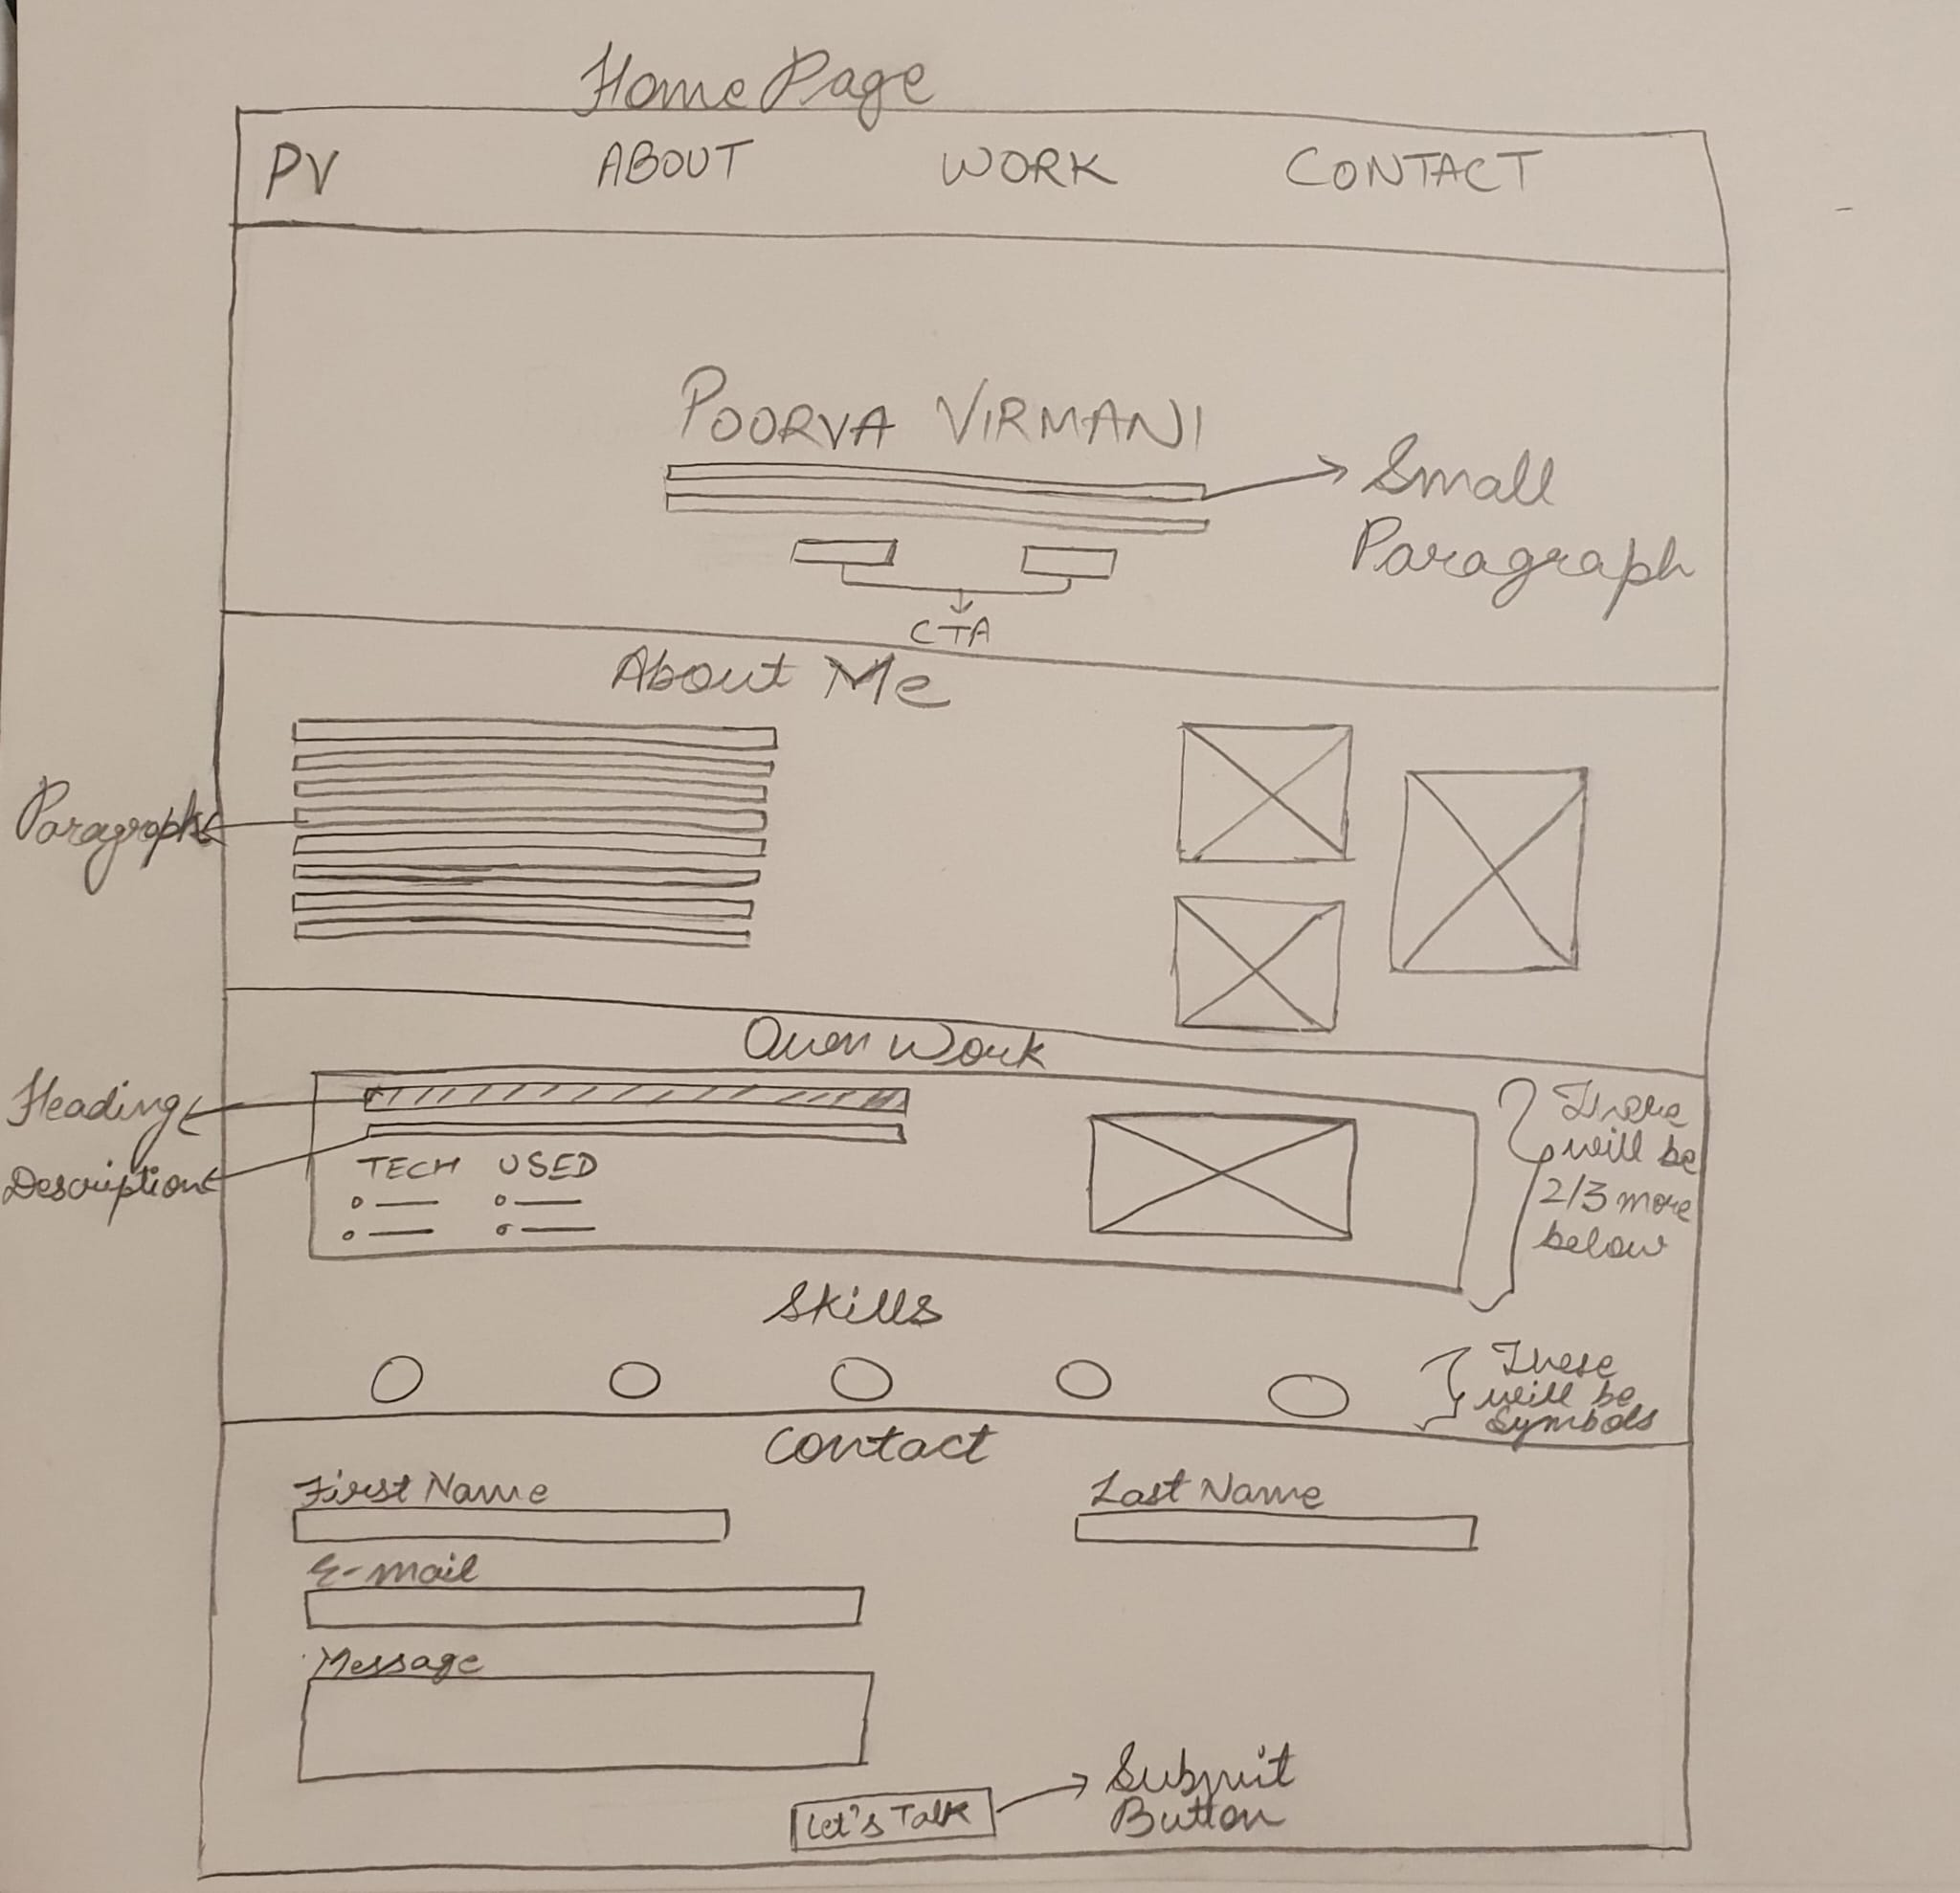 Home Page
PV ABOUT WORK CONTACT
POORVA VIRMANI
Small
Paragraph
CTA
About Me
Paragraph
Work
Heading
Description
TECH USED
There
will be
2/3 more
below
Skills
These
will be
symbols
Contact
First Name Last Name
E-mail
Message
Let's Talk
Submit
Button